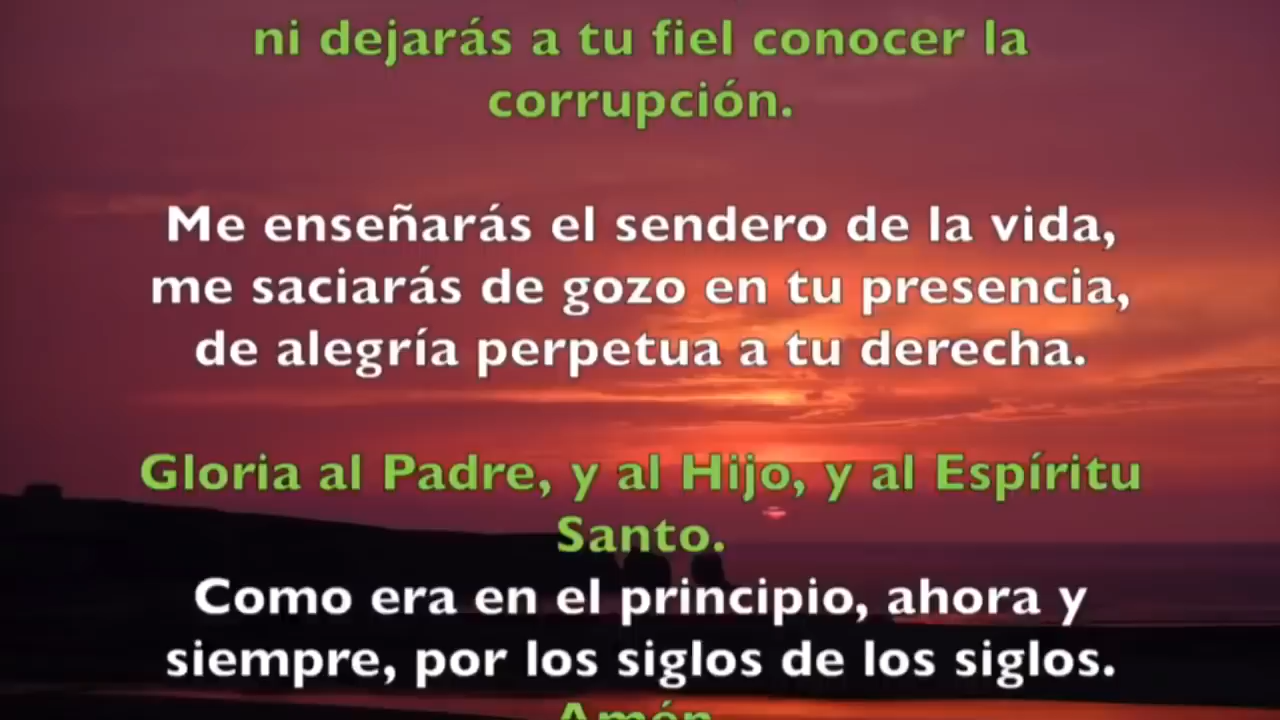 ni dejarás a tu fiel conocer la
corrupción.
Me enseñarás el sendero de la vida,
me saciarás de gozo en tu presencia,
de alegría perpetua a tu derecha.
Gloria al Padre, y al Hijo, y al Espíritu
Santo.
Como era en el principio, ahora y
siempre, por los siglos de los siglos.
Amén.